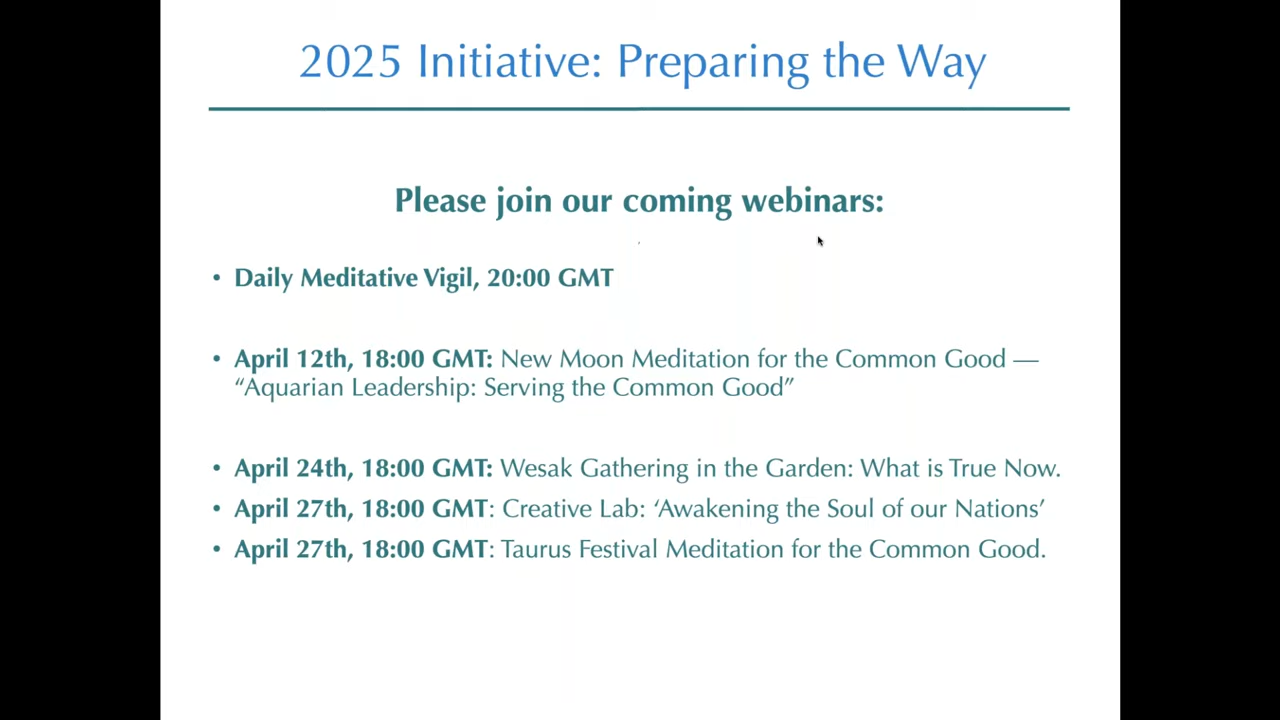 2025 Initiative: Preparing the Way
Please join our coming webinars:
• Daily Meditative Vigil, 20:00 GMT
• April 12th, 18:00 GMT: New Moon Meditation for the Common Good —
“Aquarian Leadership: Serving the Common Good”
• April 24th, 18:00 GMT: Wesak Gathering in the Garden: What is True Now.
• April 27th, 18:00 GMT: Creative Lab: ‘Awakening the Soul of our Nations’
• April 27th, 18:00 GMT: Taurus Festival Meditation for the Common Good.